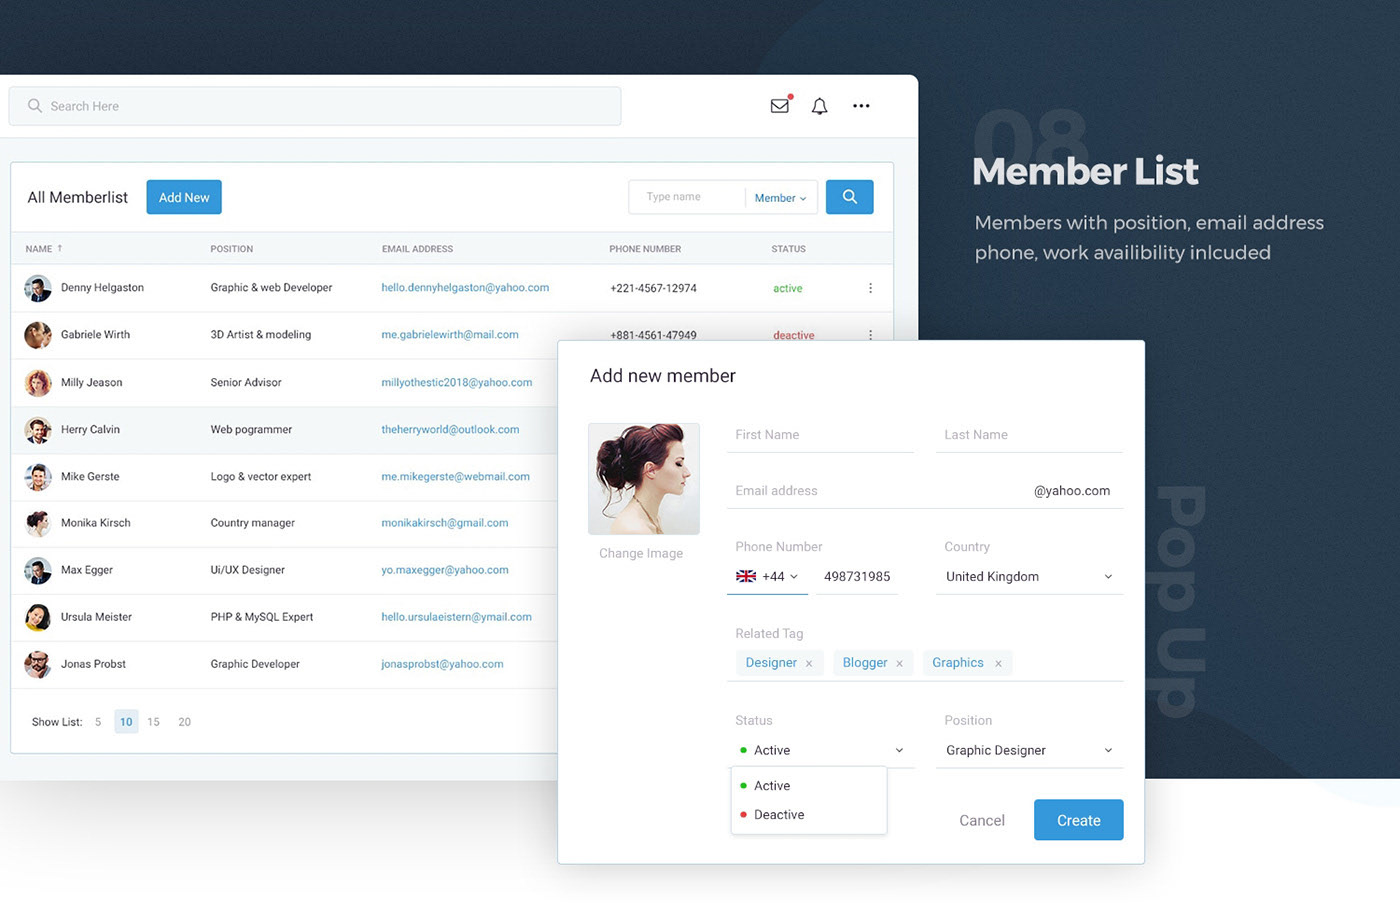 Search Here
08
Member List
Members with position, email address
phone, work availibility inlcuded
All Memberlist
Add New
Type name
Member
NAME ↑ POSITION EMAIL ADDRESS PHONE NUMBER STATUS
Denny Helgaston Graphic & web Developer hello.dennyhelgaston@yahoo.com +221-4567-12974 active
Gabriele Wirth 3D Artist & modeling me.gabrielewirth@mail.com +881-4561-47949 deactive
Milly Jeason Senior Advisor millyothestic2018@yahoo.com
Herry Calvin Web pogrammer theherryworld@outlook.com
Mike Gerste Logo & vector expert me.mikegerste@webmail.com
Monika Kirsch Country manager monikakirsch@gmail.com
Max Egger Ui/UX Designer yo.maxegger@yahoo.com
Ursula Meister PHP & MySQL Expert hello.ursulaeistern@ymail.com
Jonas Probst Graphic Developer jonasprobst@yahoo.com
Show List: 5 10 15 20
Add new member
Change Image
First Name Last Name
Email address @yahoo.com
Phone Number Country
+44 498731985 United Kingdom
Related Tag
Designer × Blogger × Graphics ×
Status Position
Active Graphic Designer
Active
Deactive
Cancel Create
Pop Up